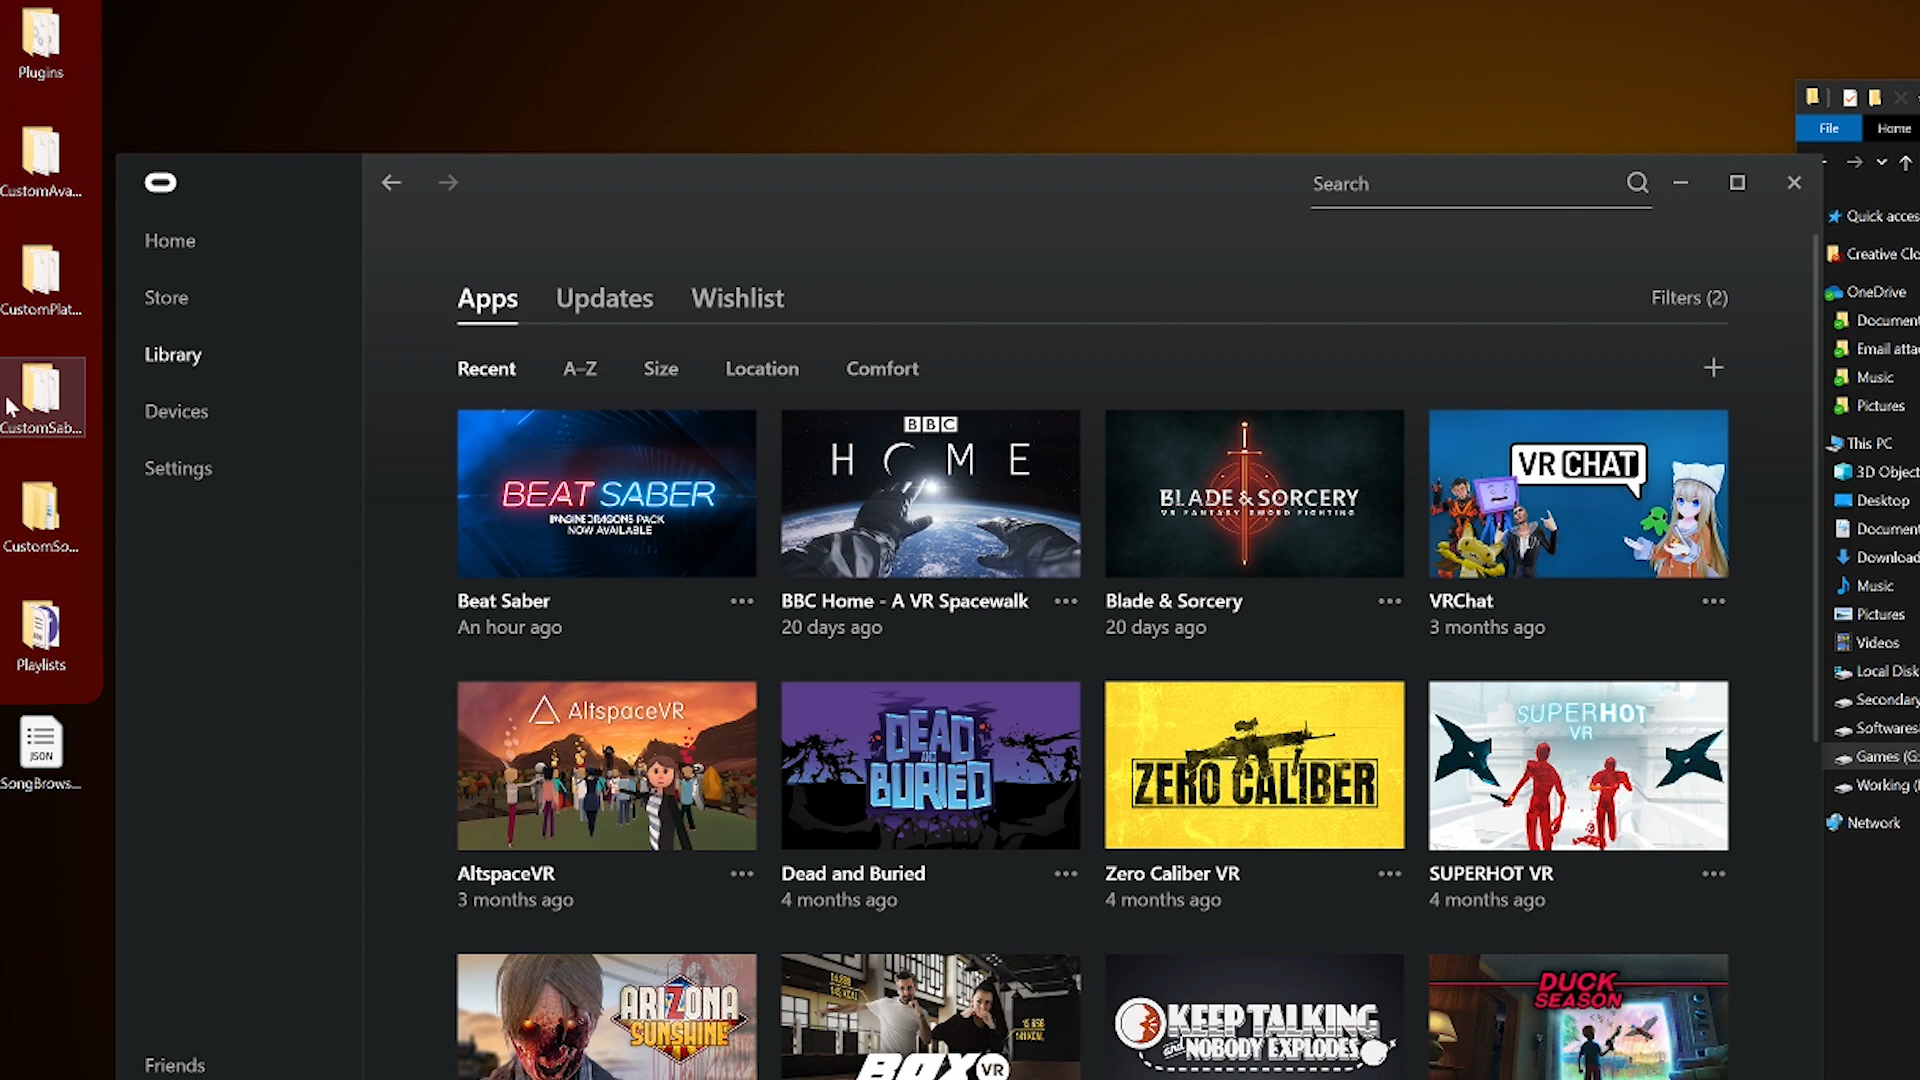 Plugins
CustomAva...
CustomPlat...
CustomSab...
CustomSo...
Playlists
JSON
SongBrows...
Home
Store
Library
Devices
Settings
Friends
Search
Apps
Updates
Wishlist
Filters (2)
Recent
A–Z
Size
Location
Comfort
BEAT SABER
IMAGINE DRAGONS PACK
NOW AVAILABLE
Beat Saber
An hour ago
BBC
HOME
BBC Home - A VR Spacewalk
20 days ago
BLADE & SORCERY
VR FANTASY SWORD FIGHTING
Blade & Sorcery
20 days ago
VRCHAT
VRChat
3 months ago
AltspaceVR
AltspaceVR
3 months ago
DEAD
AND
BURIED
Dead and Buried
4 months ago
ZERO CALIBER
Zero Caliber VR
4 months ago
SUPERHOT
VR
SUPERHOT VR
4 months ago
ARIZONA
SUNSHINE
BOXVR
KEEP TALKING
and NOBODY EXPLODES
DUCK
SEASON
File
Home
Quick acces
Creative Clo
OneDrive
Document
Email atta
Music
Pictures
This PC
3D Object
Desktop
Document
Download
Music
Pictures
Videos
Local Disk
Secondary
Softwares
Games (G:
Working (
Network